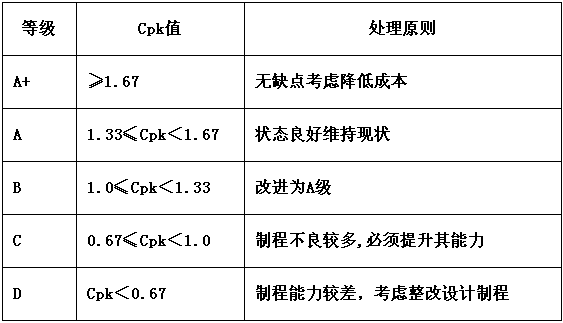 等级 Cpk值 处理原则
A+ ≥1.67 无缺点考虑降低成本
A 1.33≤Cpk＜1.67 状态良好维持现状
B 1.0≤Cpk＜1.33 改进为A级
C 0.67≤Cpk＜1.0 制程不良较多,必须提升其能力
D Cpk＜0.67 制程能力较差，考虑整改设计制程